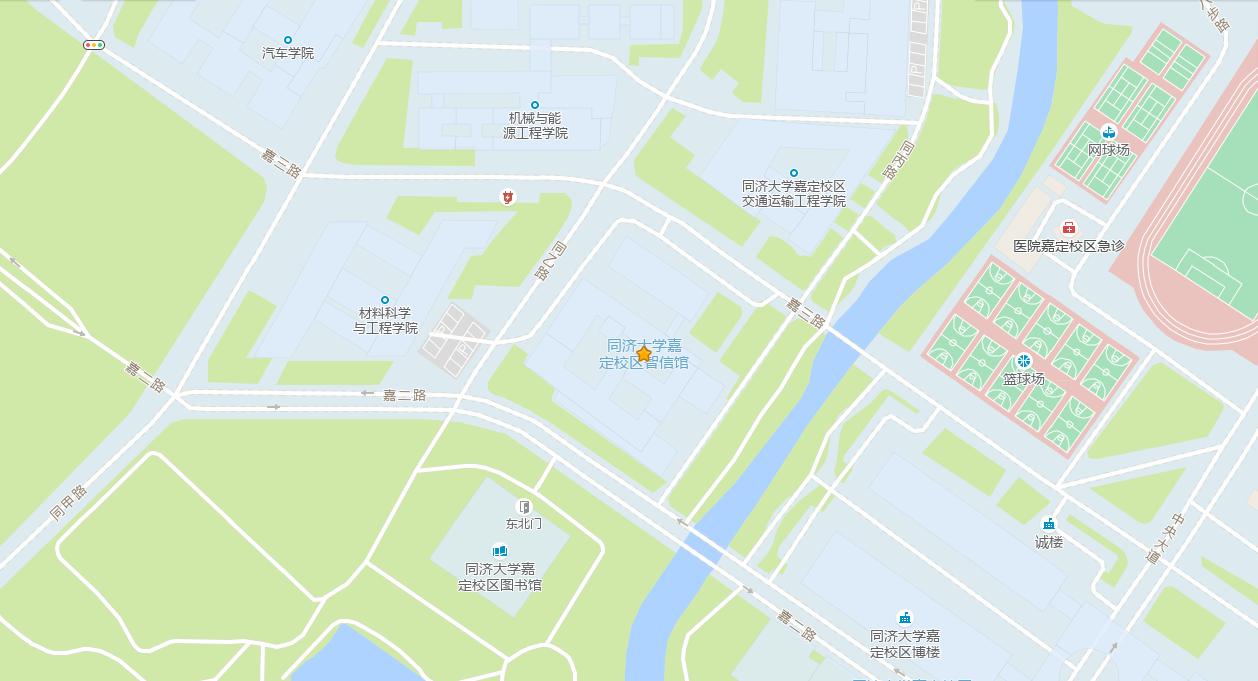 汽车学院
机械与能
源工程学院
嘉三路
同丙路
八步路
网球场
同济大学嘉定校区
交通运输工程学院
医院嘉定校区急诊
同乙路
材料科学
与工程学院
嘉三路
同济大学嘉
定校区智信馆
篮球场
嘉二路
嘉二路
同甲路
东北门
同济大学嘉
定校区图书馆
诚楼
中央大道
嘉二路
同济大学嘉
定校区博楼